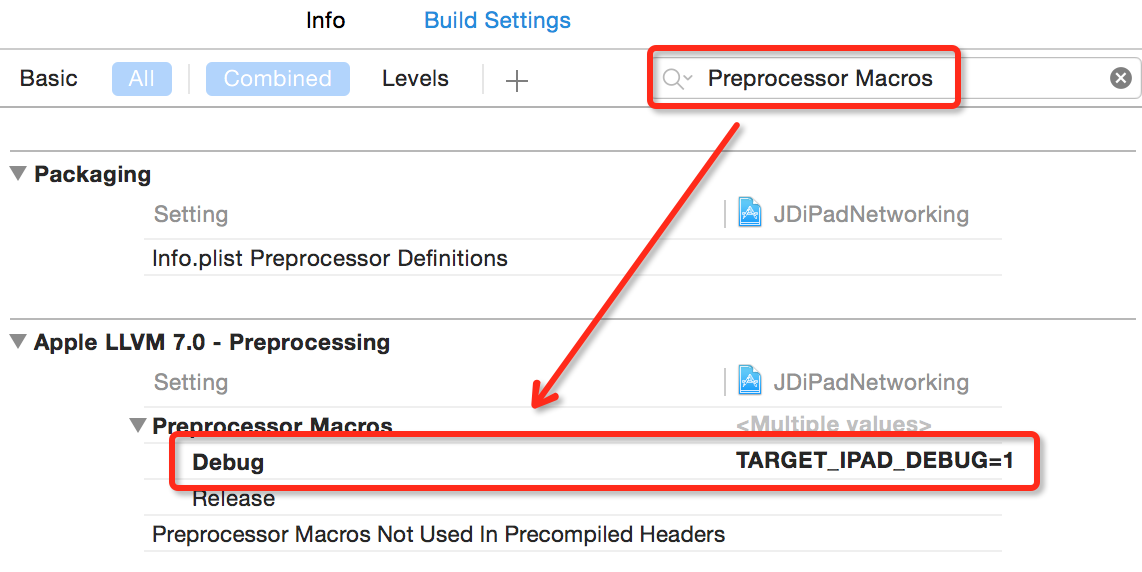 Info Build Settings
Basic All Combined Levels Preprocessor Macros
Packaging
Setting JDiPadNetworking
Info.plist Preprocessor Definitions
Apple LLVM 7.0 - Preprocessing
Setting JDiPadNetworking
Preprocessor Macros <Multiple values>
Debug TARGET_IPAD_DEBUG=1
Release
Preprocessor Macros Not Used In Precompiled Headers